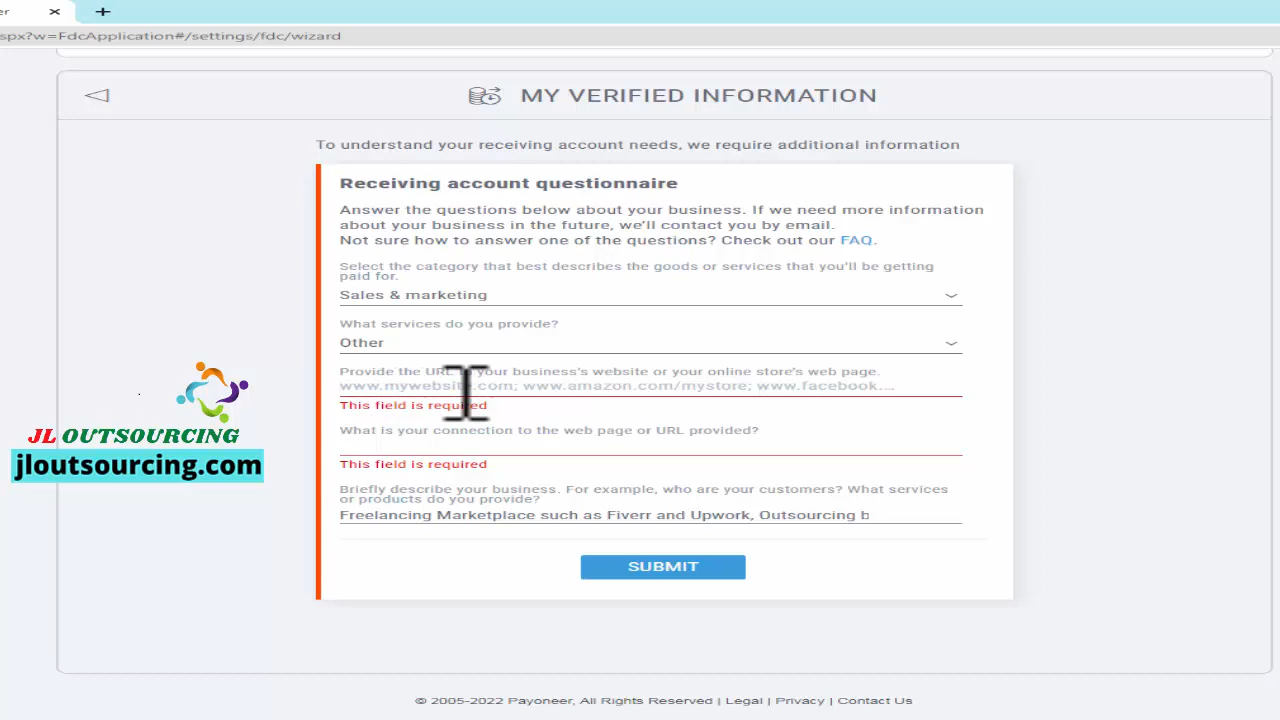 er
spx?w=FdcApplication#/settings/fdc/wizard
MY VERIFIED INFORMATION
To understand your receiving account needs, we require additional information
Receiving account questionnaire
Answer the questions below about your business. If we need more information
about your business in the future, we'll contact you by email.
Not sure how to answer one of the questions? Check out our FAQ.
Select the category that best describes the goods or services that you'll be getting
paid for.
Sales & marketing
What services do you provide?
Other
Provide the URL to your business's website or your online store's web page.
www.mywebsite.com; www.amazon.com/mystore; www.facebook....
This field is required
What is your connection to the web page or URL provided?
This field is required
Briefly describe your business. For example, who are your customers? What services
or products do you provide?
Freelancing Marketplace such as Fiverr and Upwork, Outsourcing b
SUBMIT
JL OUTSOURCING
jloutsourcing.com
© 2005-2022 Payoneer, All Rights Reserved | Legal | Privacy | Contact Us